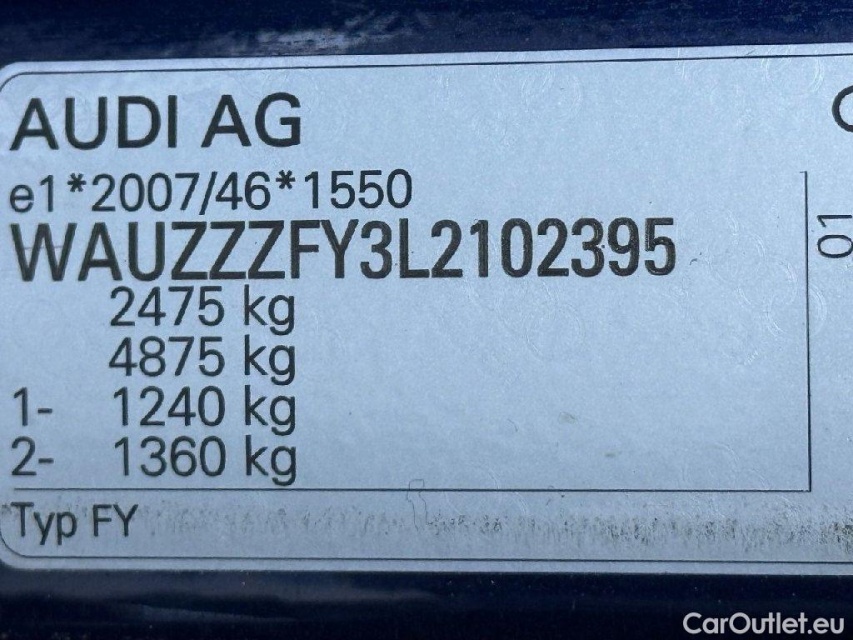 AUDI AG
e1*2007/46*1550
WAUZZZFY3L2102395
2475 kg
4875 kg
1- 1240 kg
2- 1360 kg
Typ FY
01
CarOutlet.eu